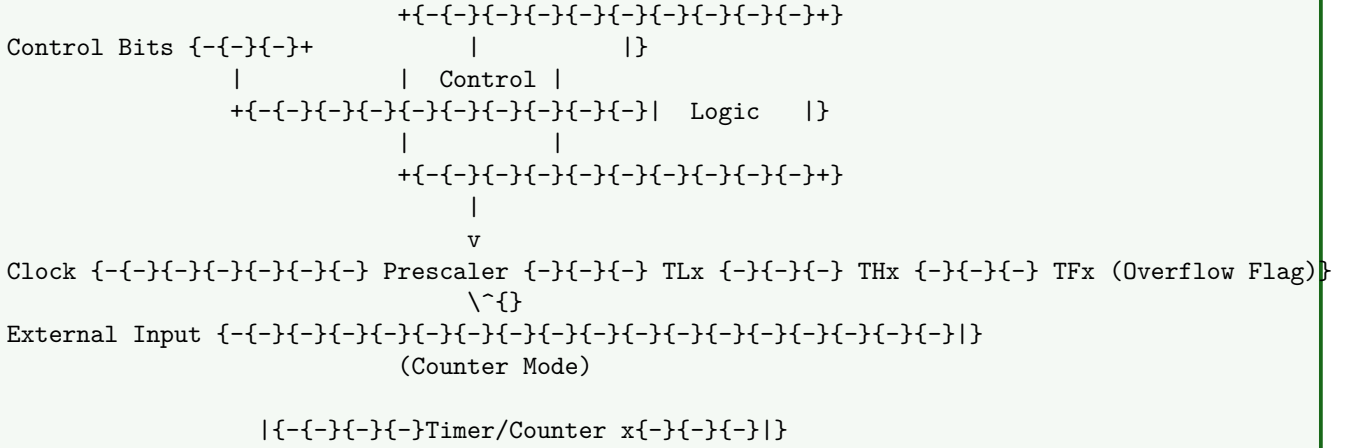 +{-{-}{-}{-}{-}{-}{-}{-}{-}{-}+}
Control Bits {-{-}{-}+ | |}
| | Control |
+{-{-}{-}{-}{-}{-}{-}{-}{-}{-}| Logic |}
| |
+{-{-}{-}{-}{-}{-}{-}{-}{-}{-}+}
|
v
Clock {-{-}{-}{-}{-}{-}{-} Prescaler {-}{-}{-} TLx {-}{-}{-} THx {-}{-}{-} TFx (Overflow Flag)}
\^{}
External Input {-{-}{-}{-}{-}{-}{-}{-}{-}{-}{-}{-}{-}{-}{-}{-}{-}|}
(Counter Mode)
|{-{-}{-}{-}Timer/Counter x{-}{-}{-}|}